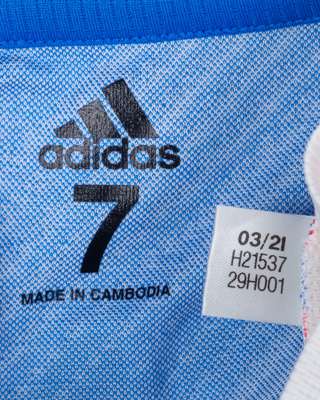 adidas
7
MADE IN CAMBODIA
03/21
H21537
29H001